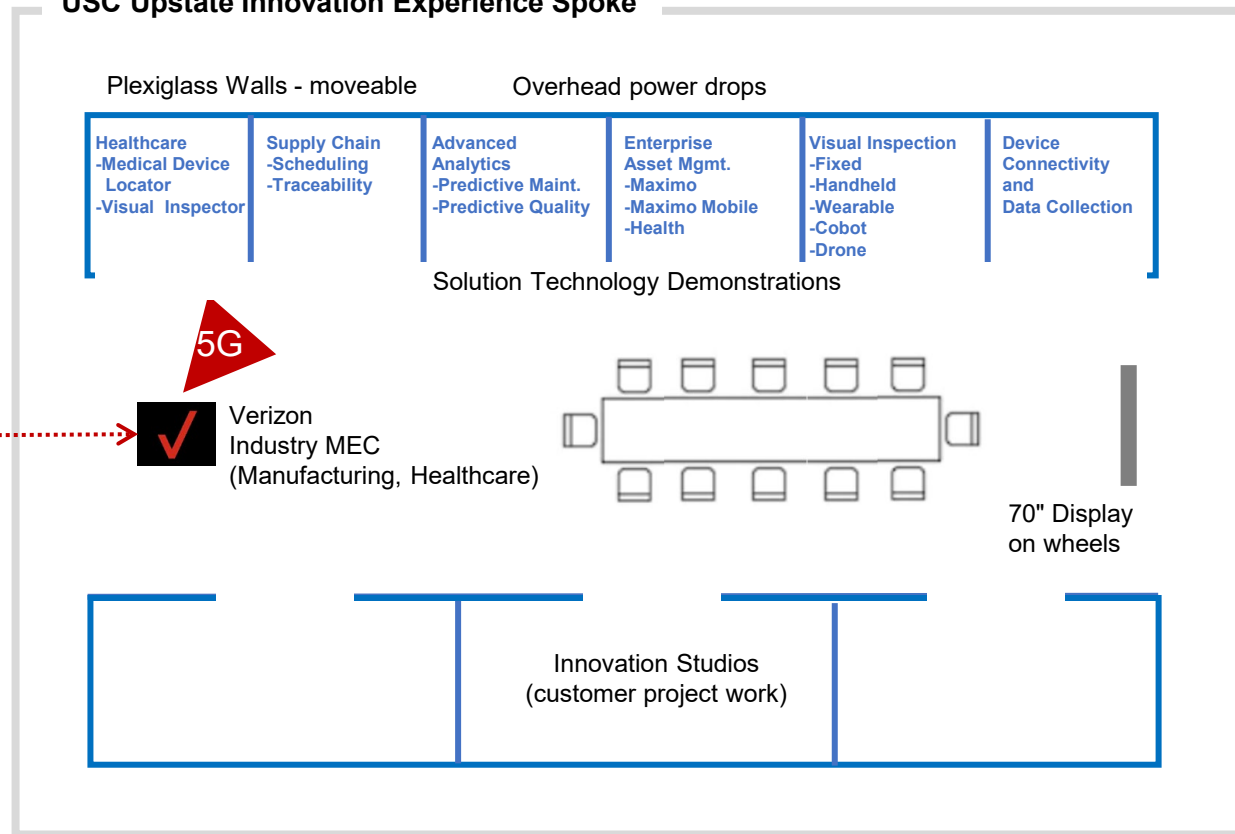 USC Upstate Innovation Experience Spoke
Plexiglass Walls - moveable
Overhead power drops
Healthcare
-Medical Device
Locator
-Visual Inspector
Supply Chain
-Scheduling
-Traceability
Advanced
Analytics
-Predictive Maint.
-Predictive Quality
Enterprise
Asset Mgmt.
-Maximo
-Maximo Mobile
-Health
Visual Inspection
-Fixed
-Handheld
-Wearable
-Cobot
-Drone
Device
Connectivity
and
Data Collection
Solution Technology Demonstrations
5G
Verizon
Industry MEC
(Manufacturing, Healthcare)
70" Display
on wheels
Innovation Studios
(customer project work)